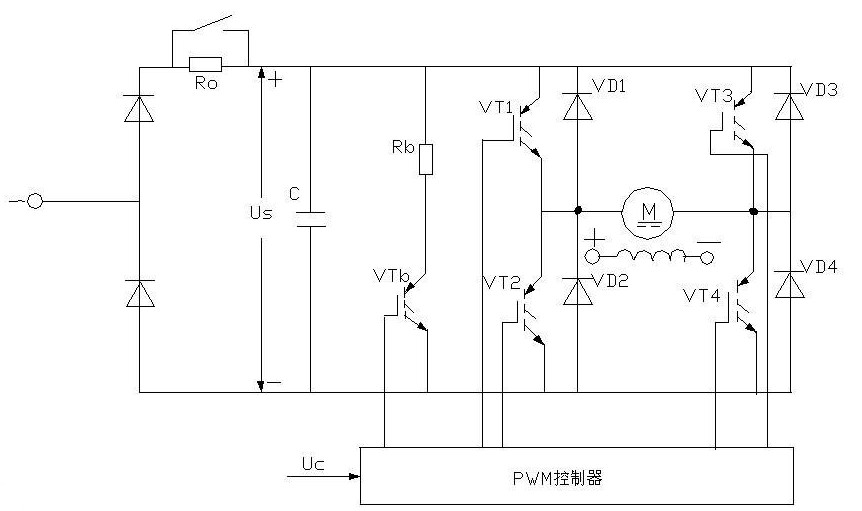 Ro
+
VD1
VT1
VT3
VD3
Rb
C
~
Us
M
+
−
VTb
VT2
VD2
VT4
VD4
−
Uc
PWM控制器